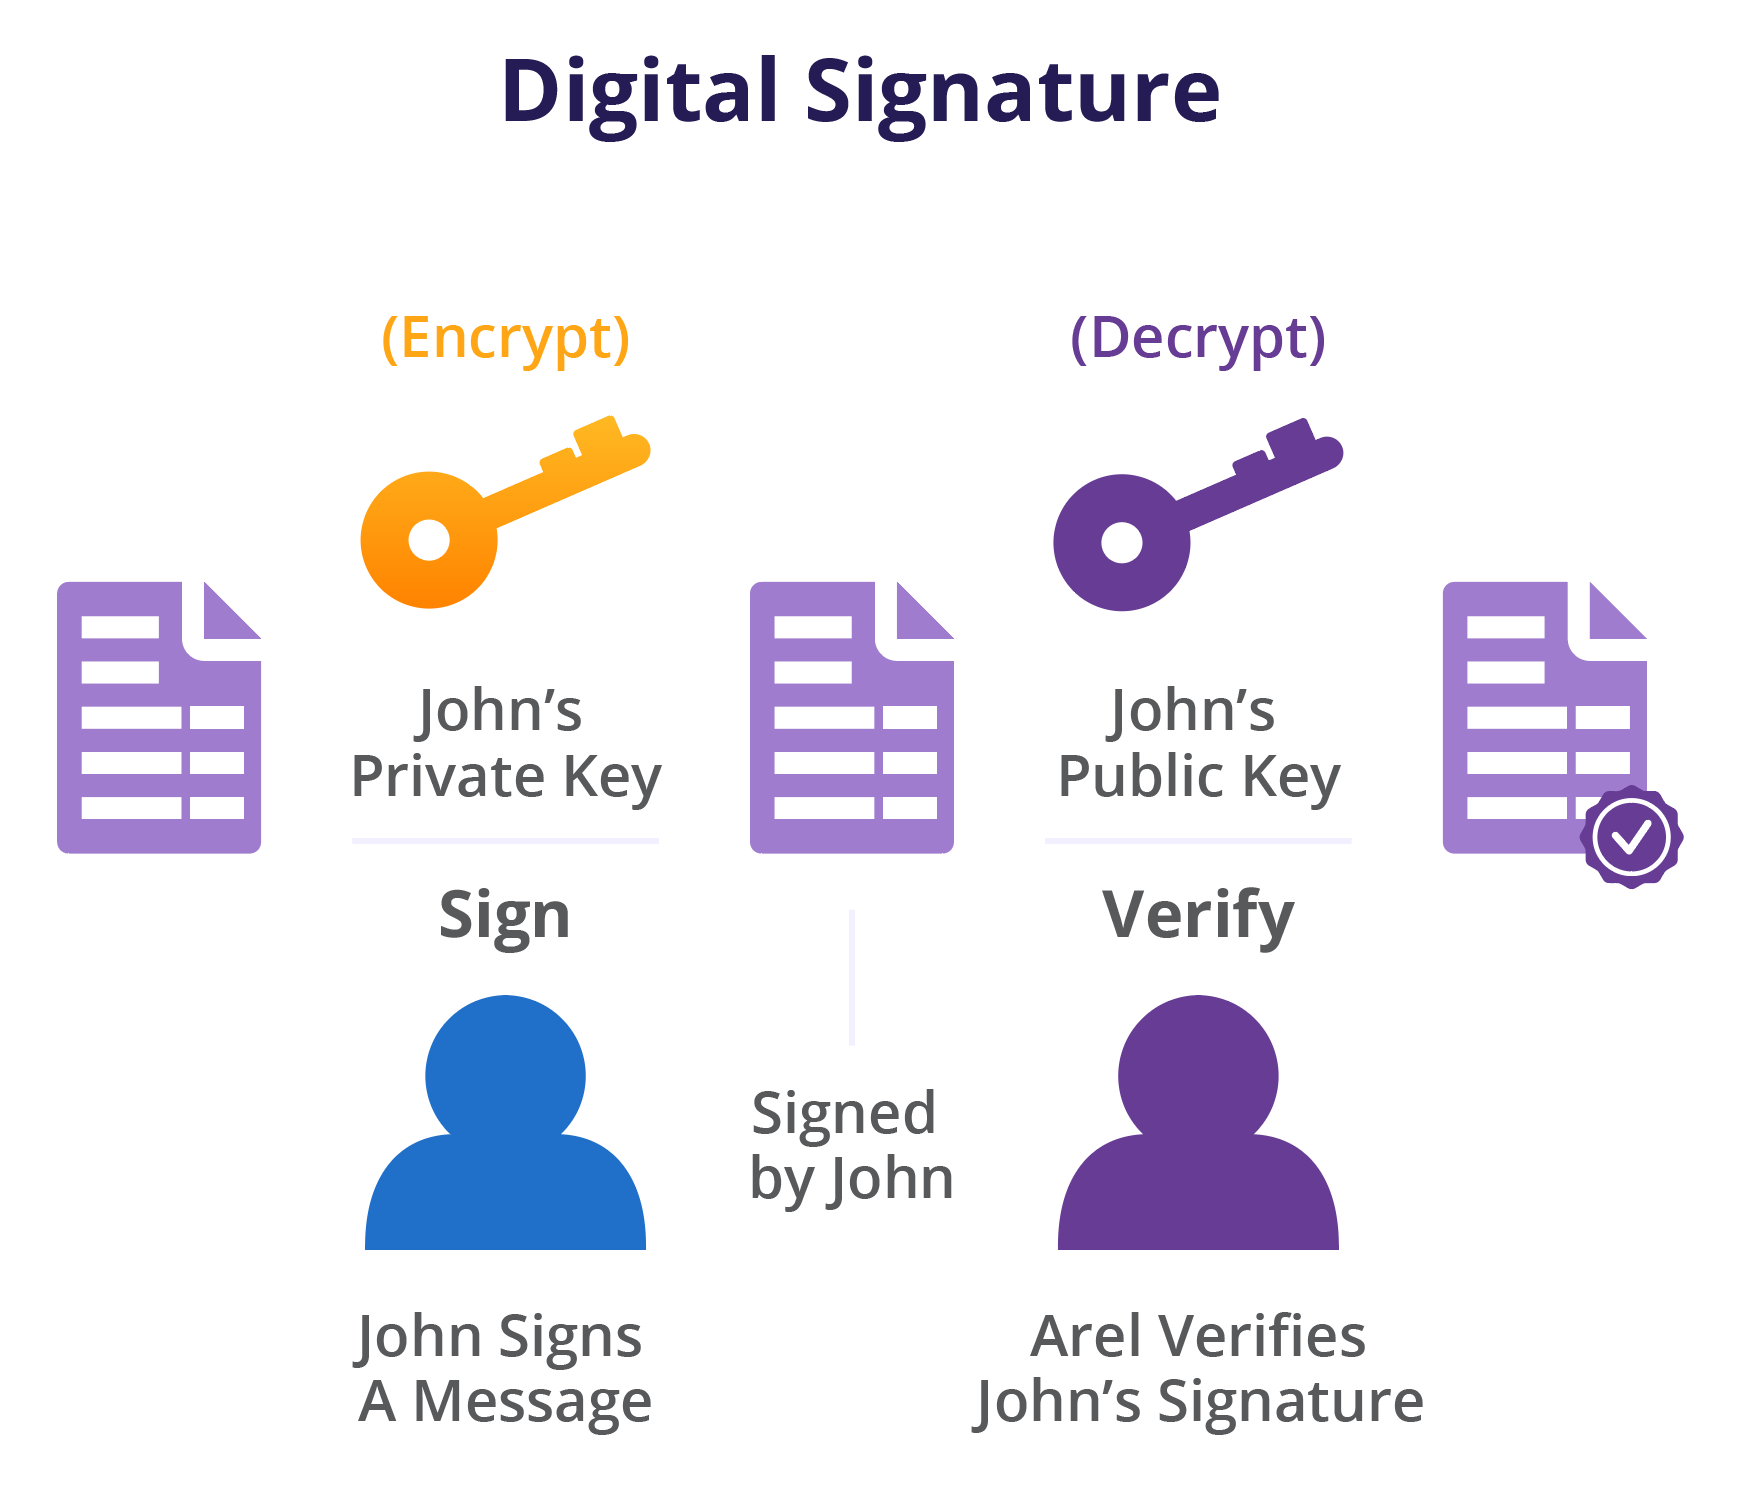 Digital Signature
(Encrypt)
(Decrypt)
John’s
Private Key
John’s
Public Key
Sign
Verify
Signed
by John
John Signs
A Message
Arel Verifies
John’s Signature